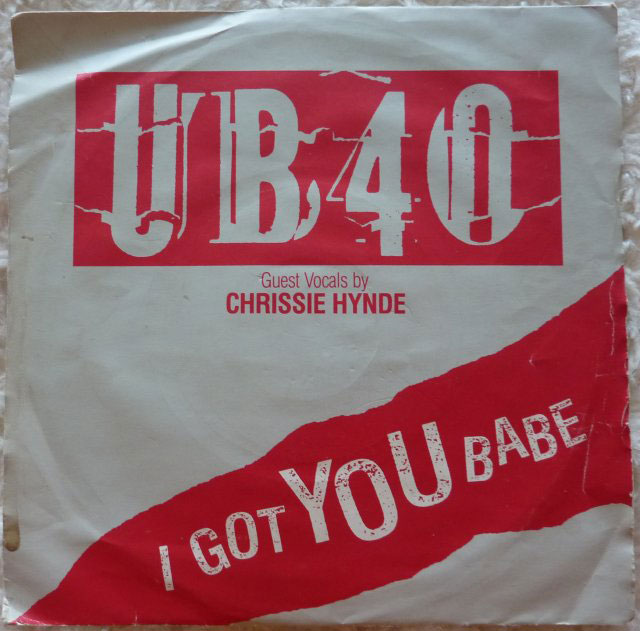 UB40
Guest Vocals by
CHRISSIE HYNDE
I GOT YOU BABE